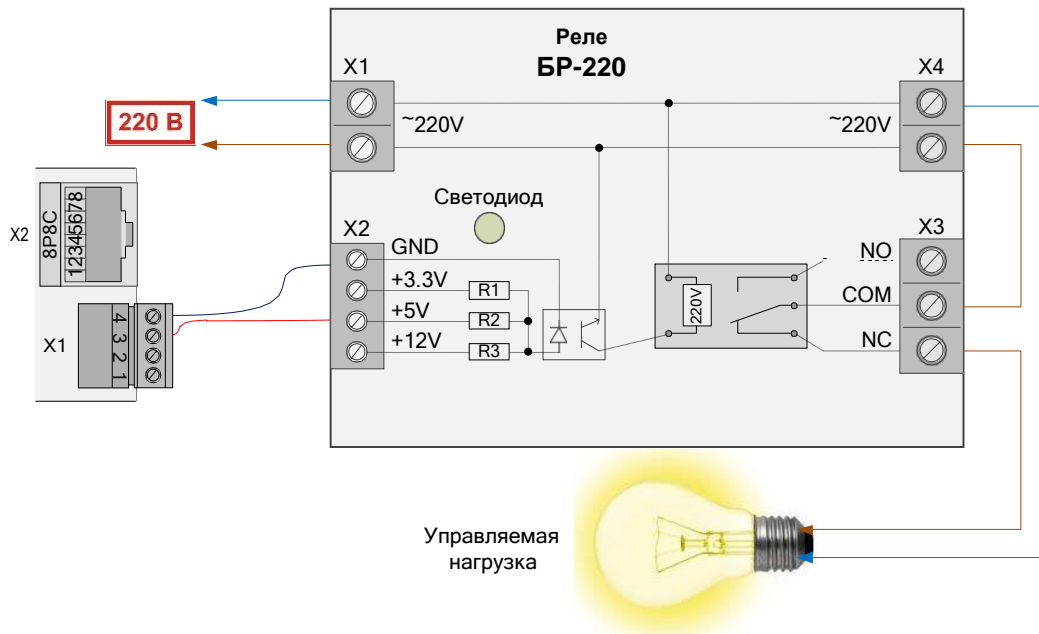 Реле
БР-220
X1
X4
220 В
~220V
~220V
Светодиод
X2
8P8C
12345678
X2
GND
+3.3V
+5V
+12V
R1
R2
R3
220V
X3
NO
COM
NC
X1
4
3
2
1
Управляемая
нагрузка